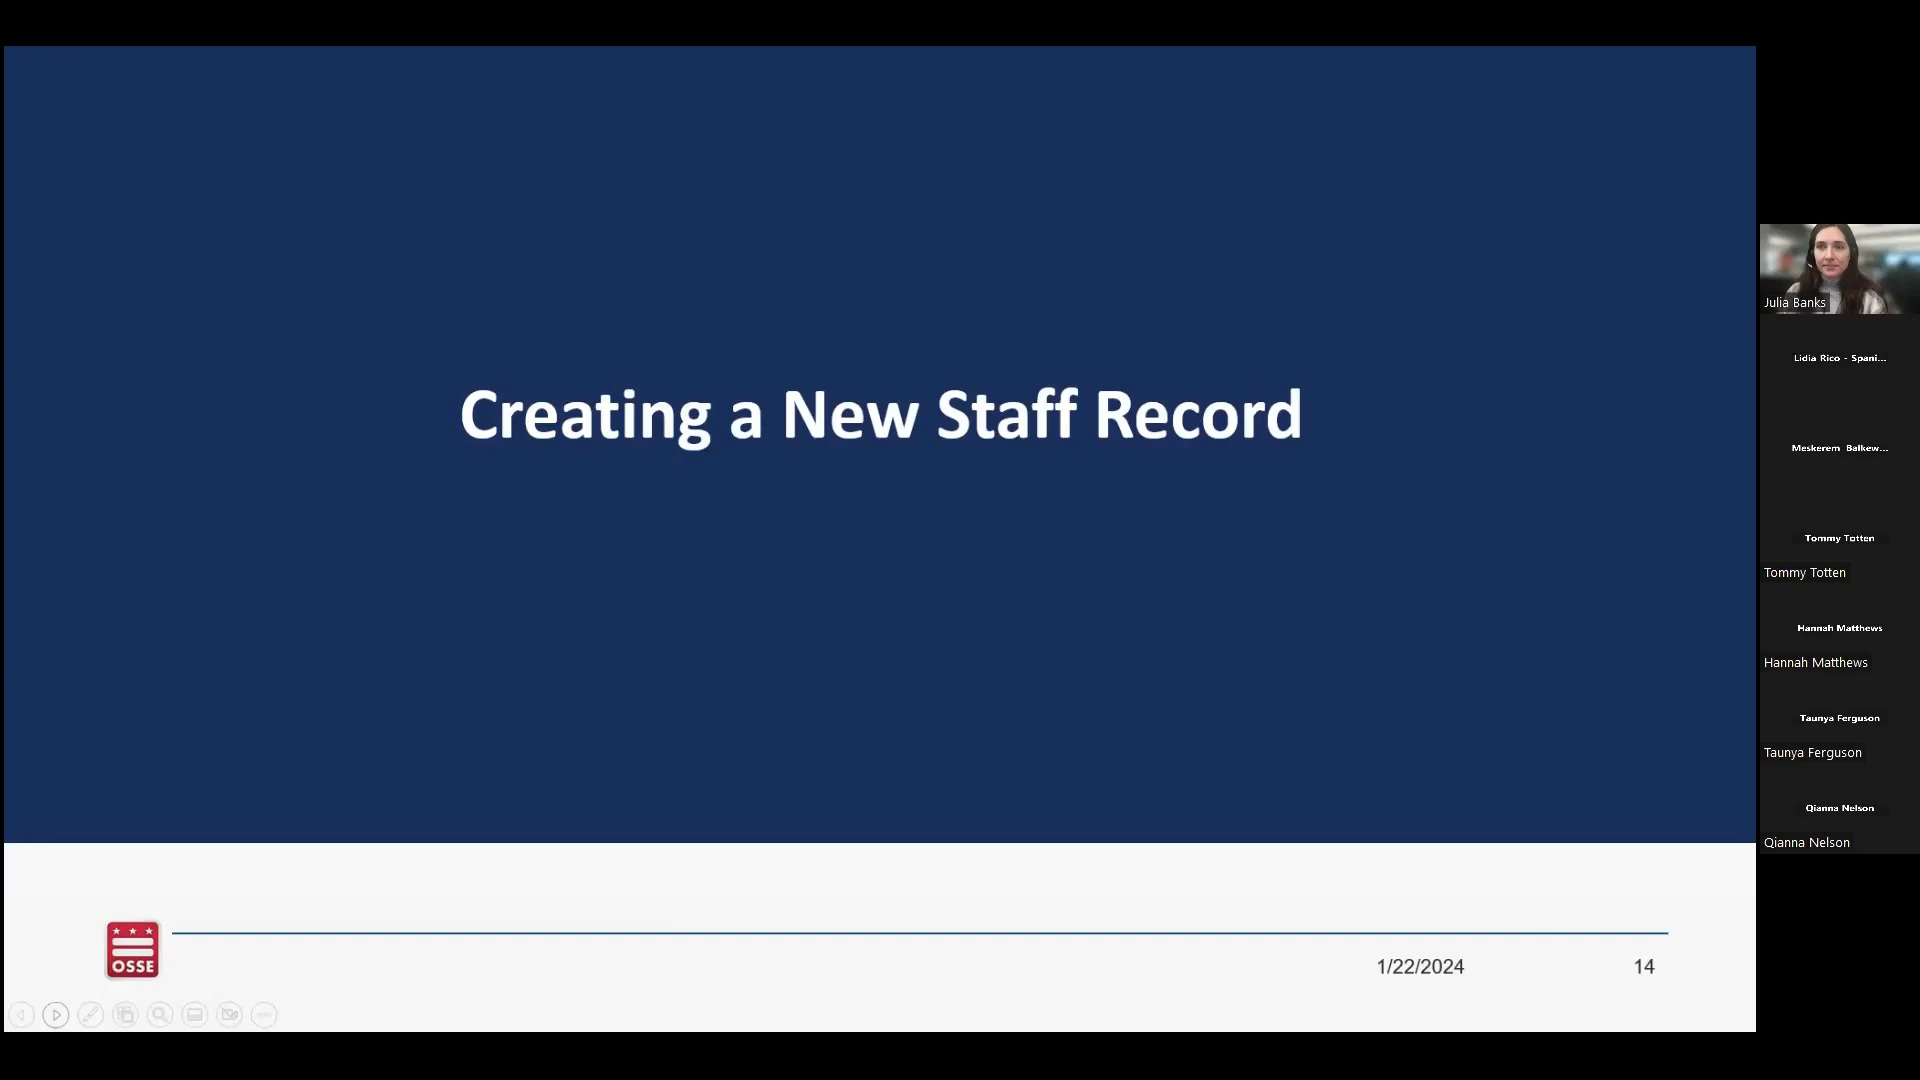 Creating a New Staff Record
OSSE
1/22/2024
14
Julia Banks
Lidia Rico - Spani...
Meskerem Balkew...
Tommy Totten
Tommy Totten
Hannah Matthews
Hannah Matthews
Taunya Ferguson
Taunya Ferguson
Qianna Nelson
Qianna Nelson